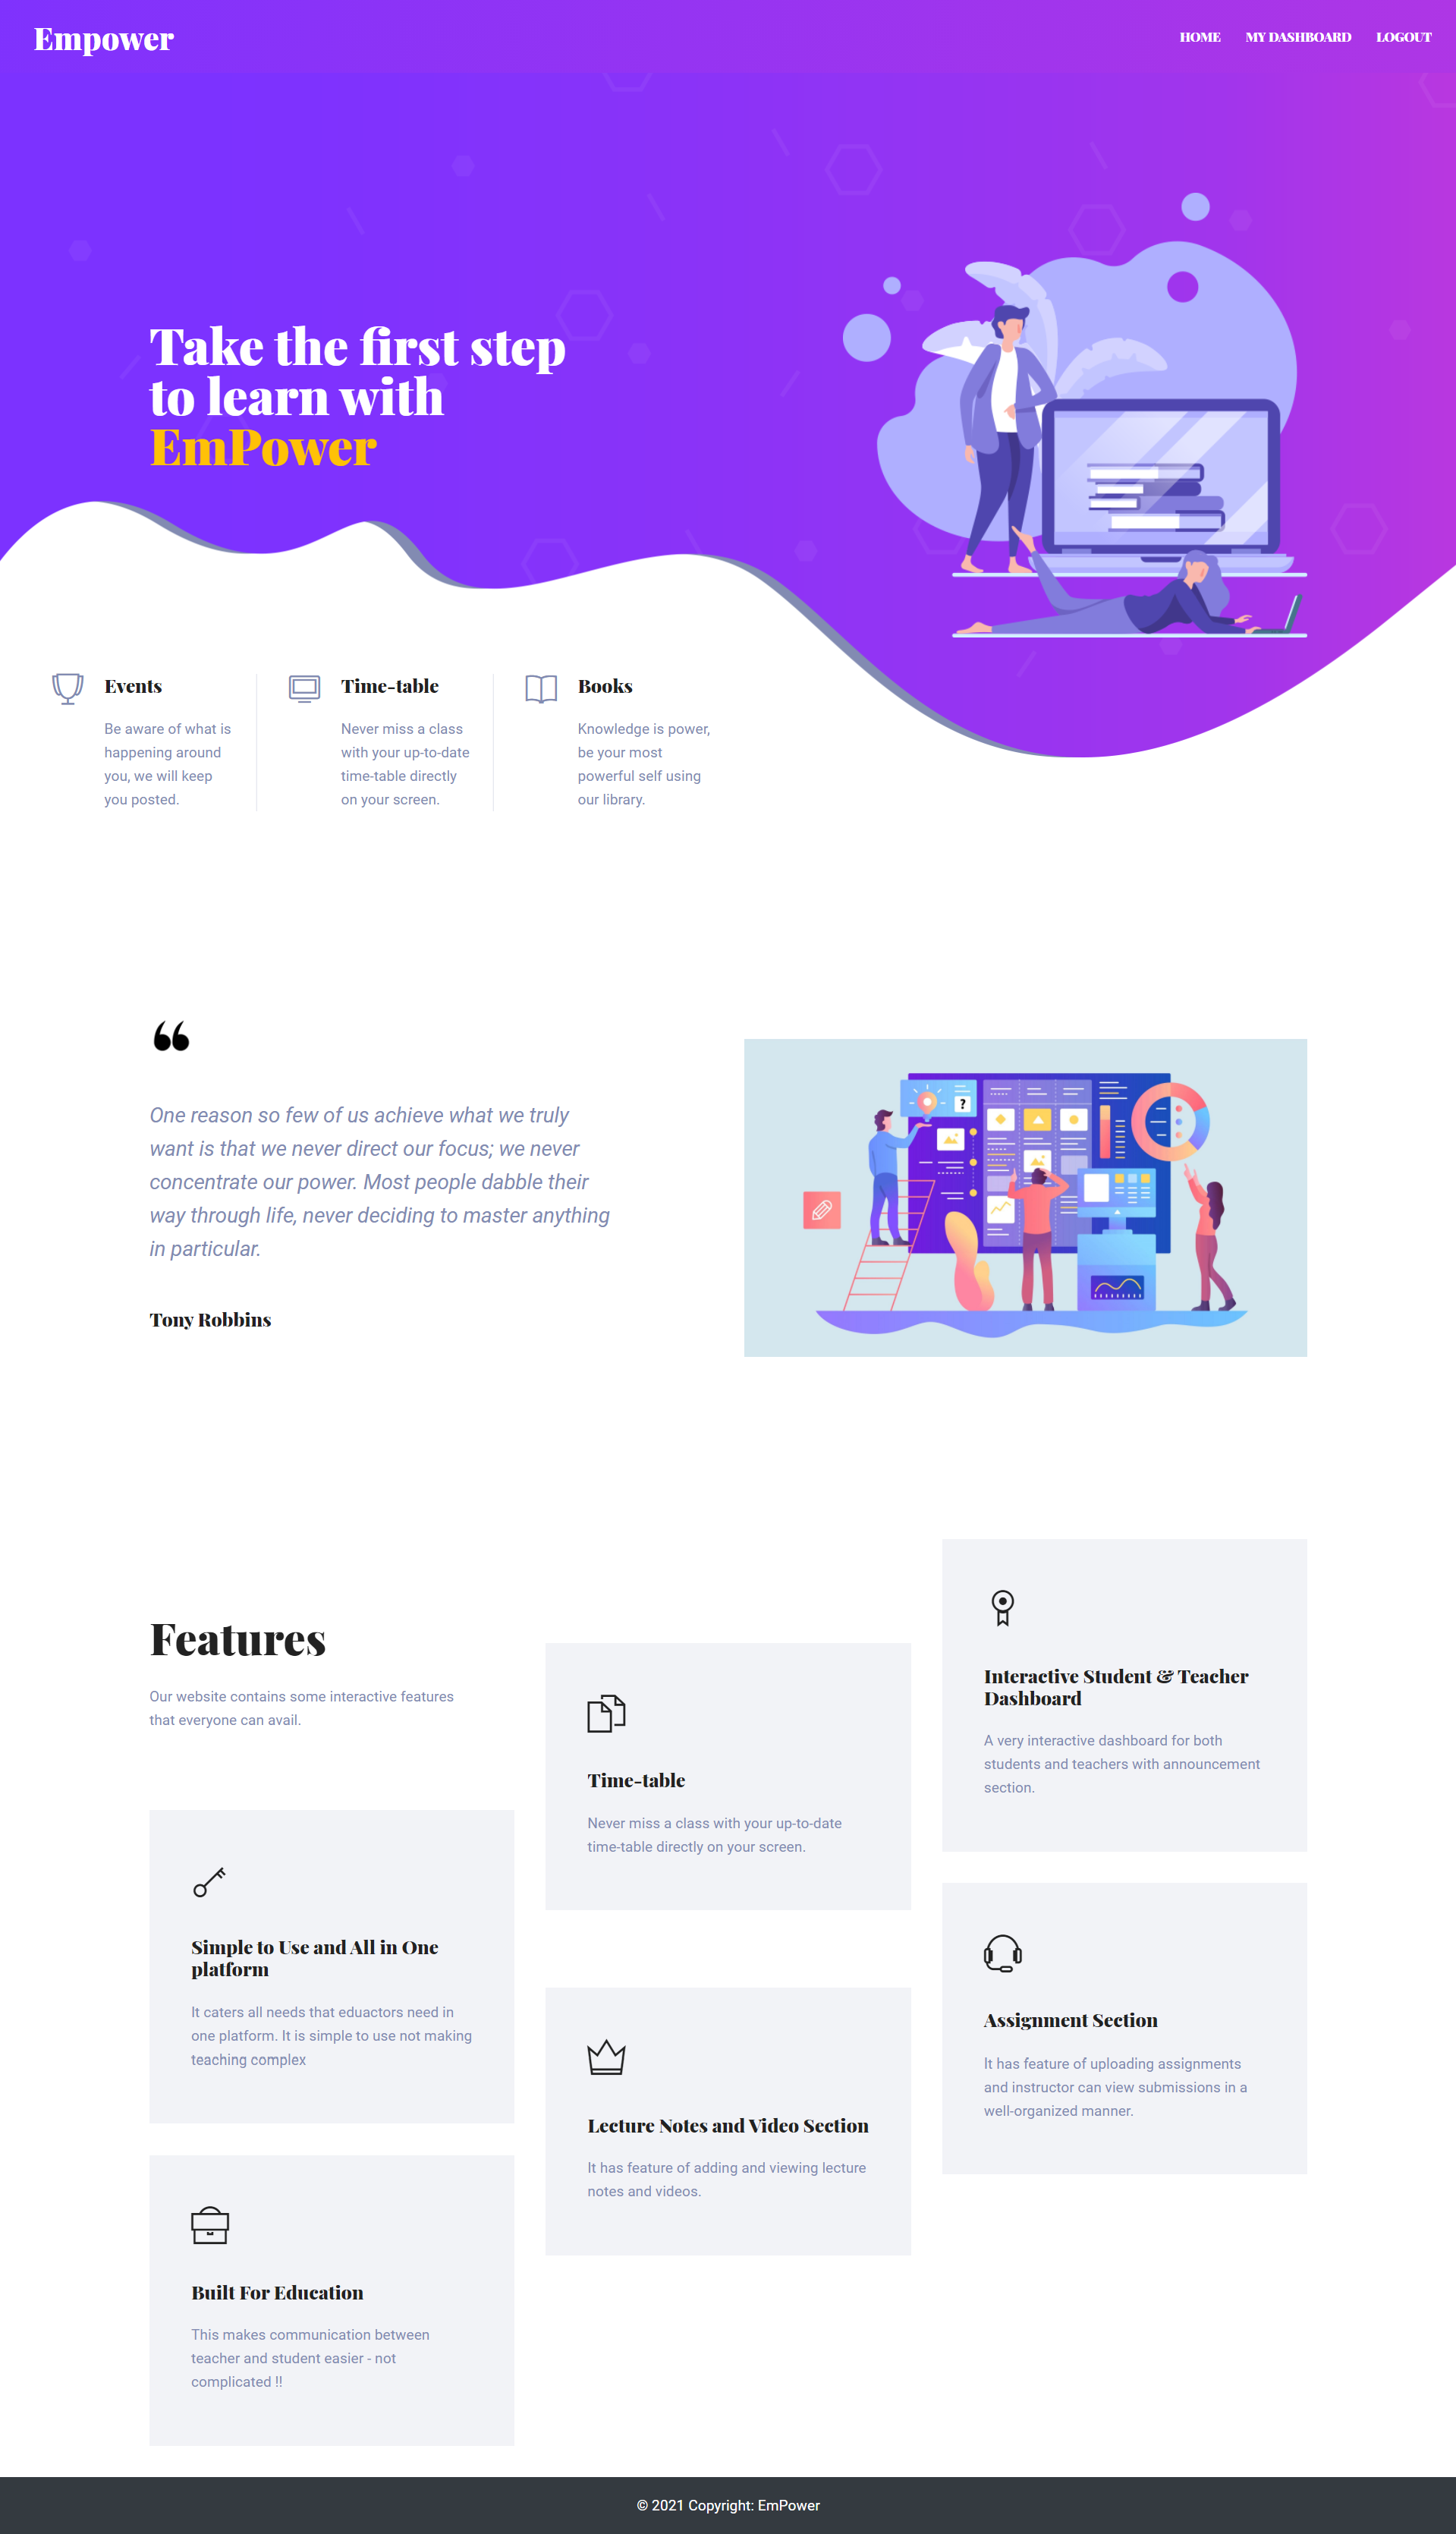 Empower
HOME MY DASHBOARD LOGOUT
Take the first step
to learn with
EmPower
Events
Be aware of what is
happening around
you, we will keep
you posted.
Time-table
Never miss a class
with your up-to-date
time-table directly
on your screen.
Books
Knowledge is power,
be your most
powerful self using
our library.
“
One reason so few of us achieve what we truly
want is that we never direct our focus; we never
concentrate our power. Most people dabble their
way through life, never deciding to master anything
in particular.
Tony Robbins
?
Features
Our website contains some interactive features
that everyone can avail.
Simple to Use and All in One
platform
It caters all needs that eduactors need in
one platform. It is simple to use not making
teaching complex
Built For Education
This makes communication between
teacher and student easier - not
complicated !!
Time-table
Never miss a class with your up-to-date
time-table directly on your screen.
Lecture Notes and Video Section
It has feature of adding and viewing lecture
notes and videos.
Interactive Student & Teacher
Dashboard
A very interactive dashboard for both
students and teachers with announcement
section.
Assignment Section
It has feature of uploading assignments
and instructor can view submissions in a
well-organized manner.
© 2021 Copyright: EmPower